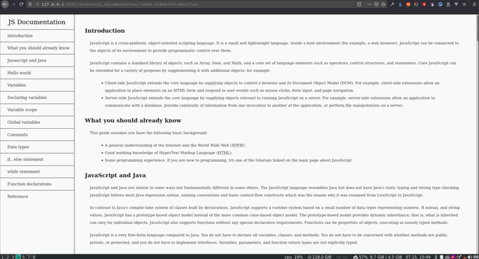 127.0.0.1
JS Documentation
Introduction
What you should already know
Javascript and Java
Hello world
Variables
Declaring variables
Variable scope
Global variables
Constants
Data types
if...else statement
while statement
Function declarations
Reference
Introduction
JavaScript is a cross-platform, object-oriented scripting language. It is a small and lightweight language. Inside a host environment (for example, a web browser), JavaScript can be connected to
the objects of its environment to provide programmatic control over them.
JavaScript contains a standard library of objects, such as Array, Date, and Math, and a core set of language elements such as operators, control structures, and statements. Core JavaScript can
be extended for a variety of purposes by supplementing it with additional objects; for example:
Client-side JavaScript extends the core language by supplying objects to control a browser and its Document Object Model (DOM). For example, client-side extensions allow an
application to place elements on an HTML form and respond to user events such as mouse clicks, form input, and page navigation.
Server-side JavaScript extends the core language by supplying objects relevant to running JavaScript on a server. For example, server-side extensions allow an application to
communicate with a database, provide continuity of information from one invocation to another of the application, or perform file manipulations on a server.
What you should already know
This guide assumes you have the following basic background:
A general understanding of the Internet and the World Wide Web (WWW)
Good working knowledge of HyperText Markup Language (HTML).
Some programming experience. If you are new to programming, try one of the tutorials linked on the main page about JavaScript.
JavaScript and Java
JavaScript and Java are similar in some ways but fundamentally different in some others. The JavaScript language resembles Java but does not have Java's static typing and strong type checking.
JavaScript follows most Java expression syntax, naming conventions and basic control-flow constructs which was the reason why it was renamed from LiveScript to JavaScript.
In contrast to Java's compile-time system of classes built by declarations, JavaScript supports a runtime system based on a small number of data types representing numeric, Boolean, and string
values. JavaScript has a prototype-based object model instead of the more common class-based object model. The prototype-based model provides dynamic inheritance; that is, what is inherited
can vary for individual objects. JavaScript also supports functions without any special declarative requirements. Functions can be properties of objects, executing as loosely typed methods.
JavaScript is a very free-form language compared to Java. You do not have to declare all variables, classes, and methods. You do not have to be concerned with whether methods are public,
private, or protected, and you do not have to implement interfaces. Variables, parameters, and function return types are not explicitly typed.